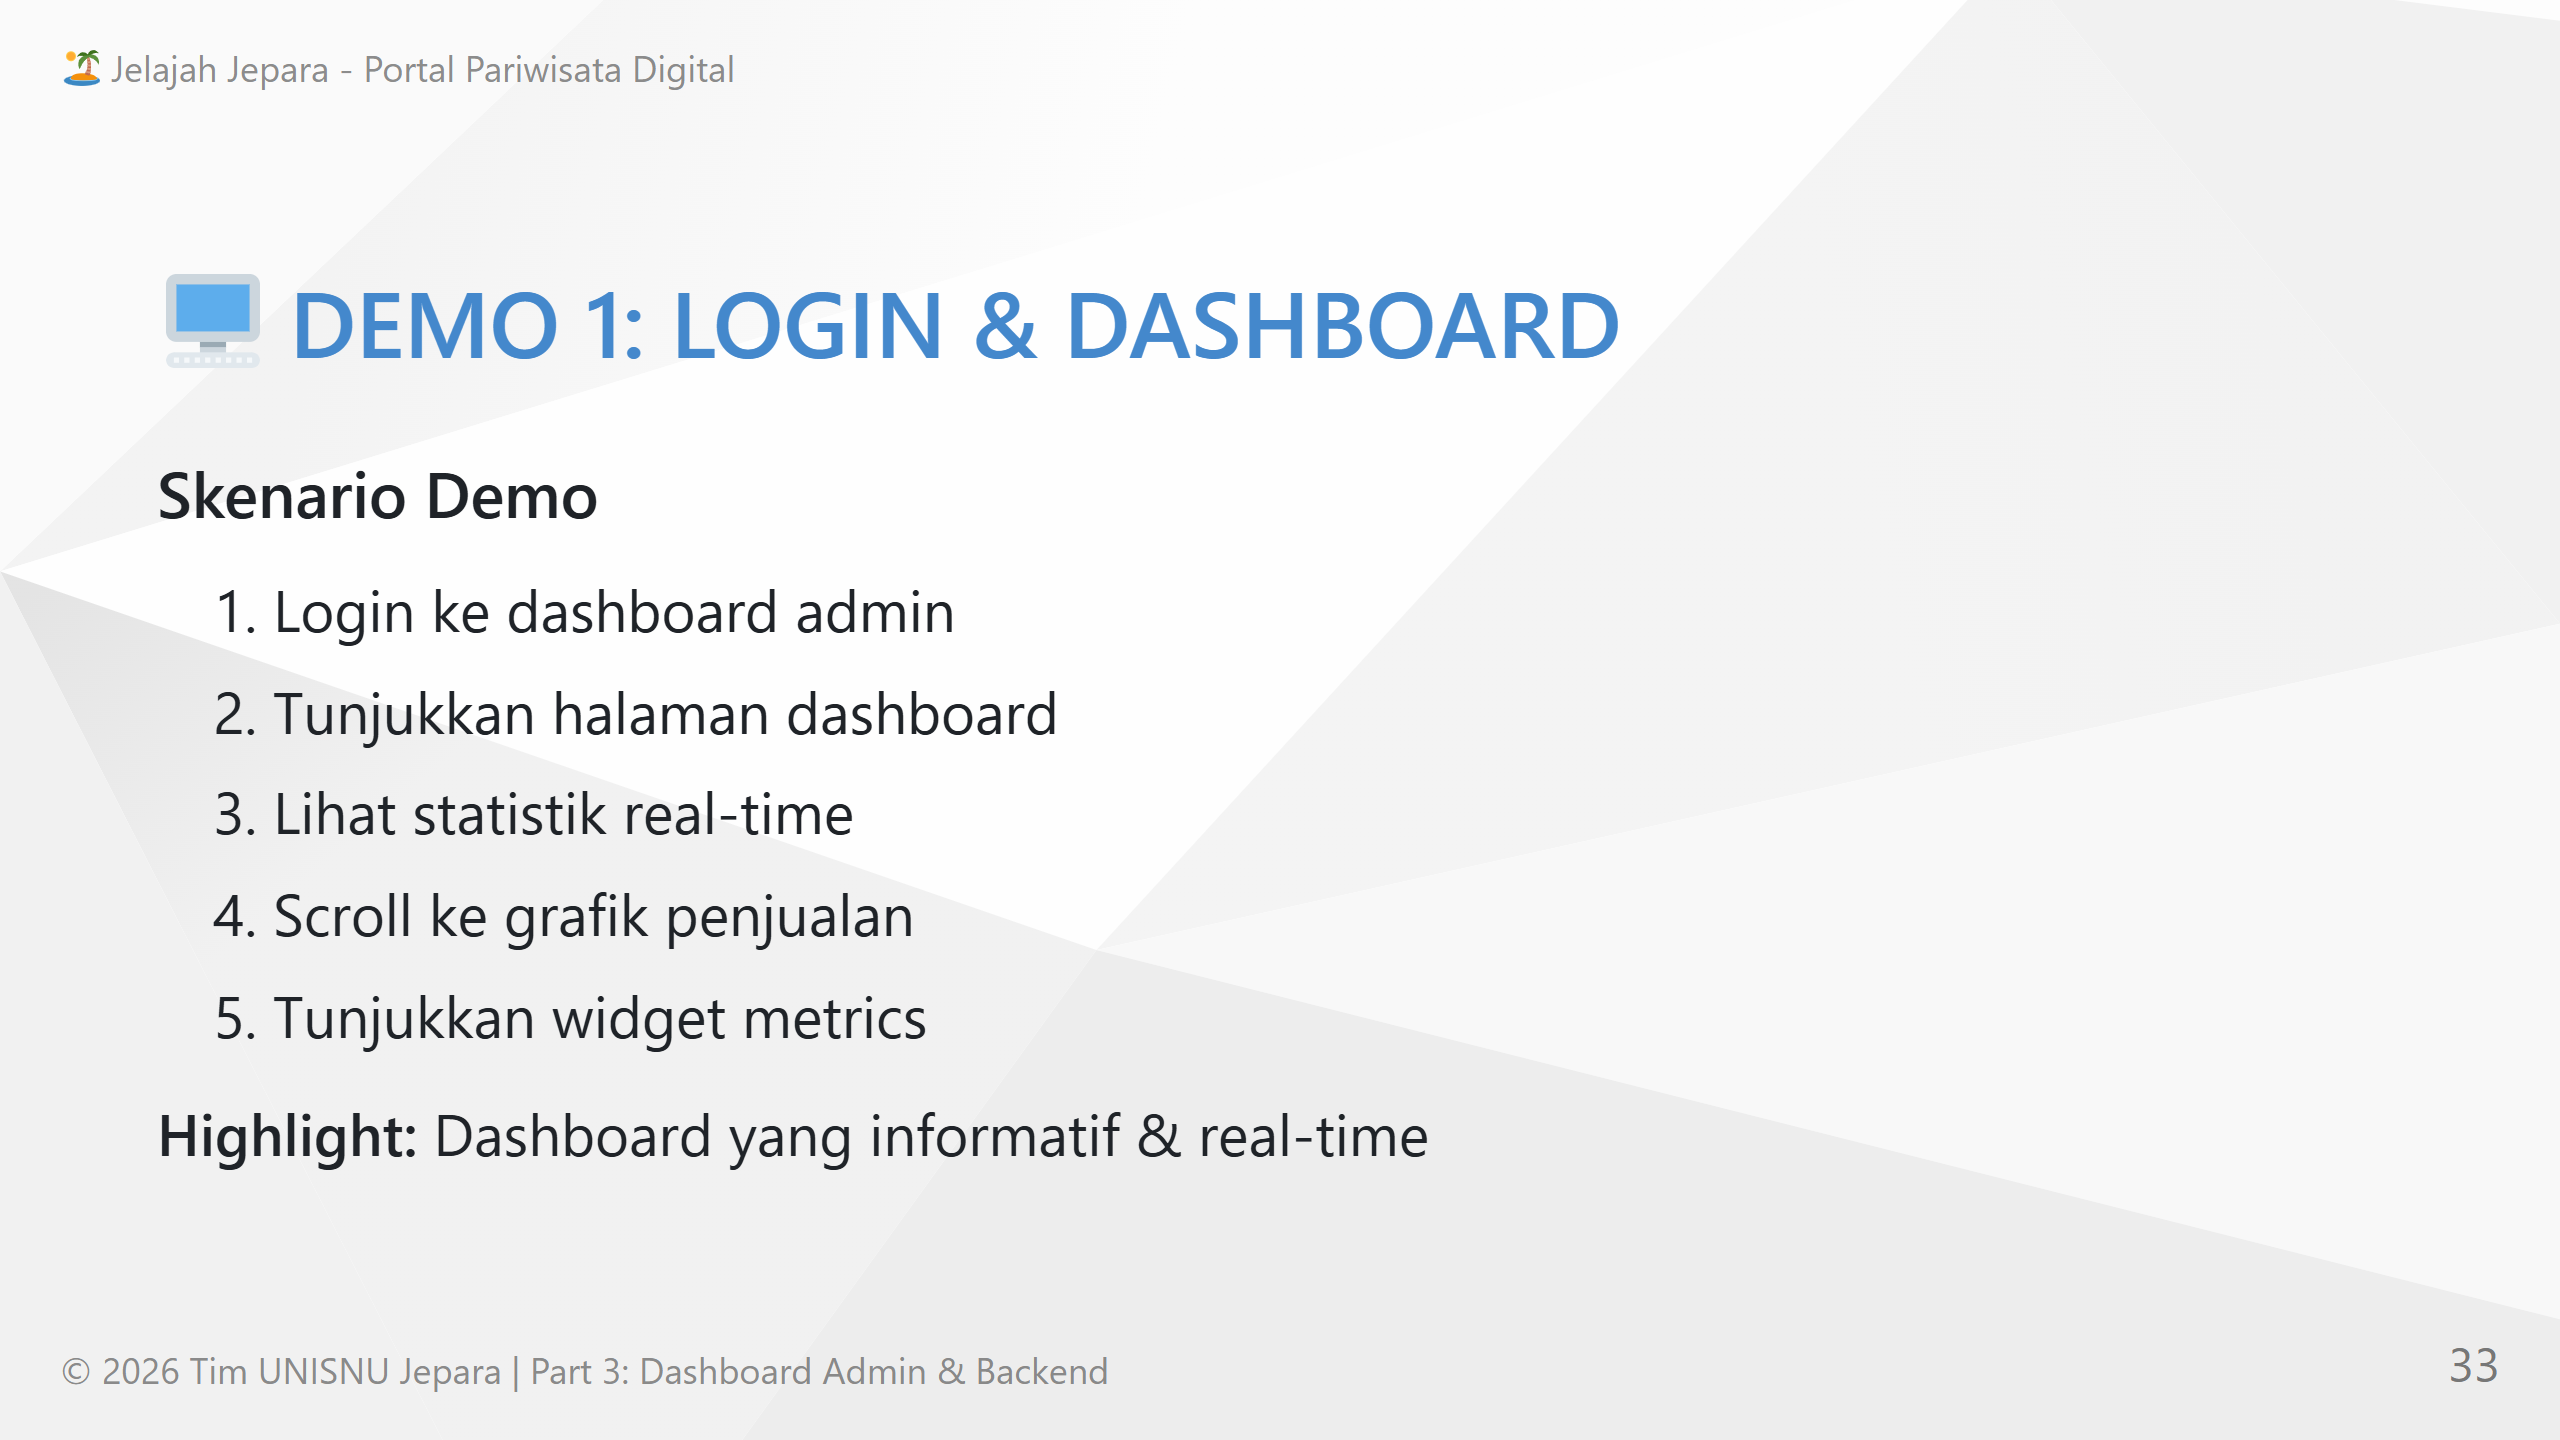 Jelajah Jepara - Portal Pariwisata Digital
DEMO 1: LOGIN & DASHBOARD
Skenario Demo
1. Login ke dashboard admin
2. Tunjukkan halaman dashboard
3. Lihat statistik real-time
4. Scroll ke grafik penjualan
5. Tunjukkan widget metrics
Highlight: Dashboard yang informatif & real-time
© 2026 Tim UNISNU Jepara | Part 3: Dashboard Admin & Backend
33